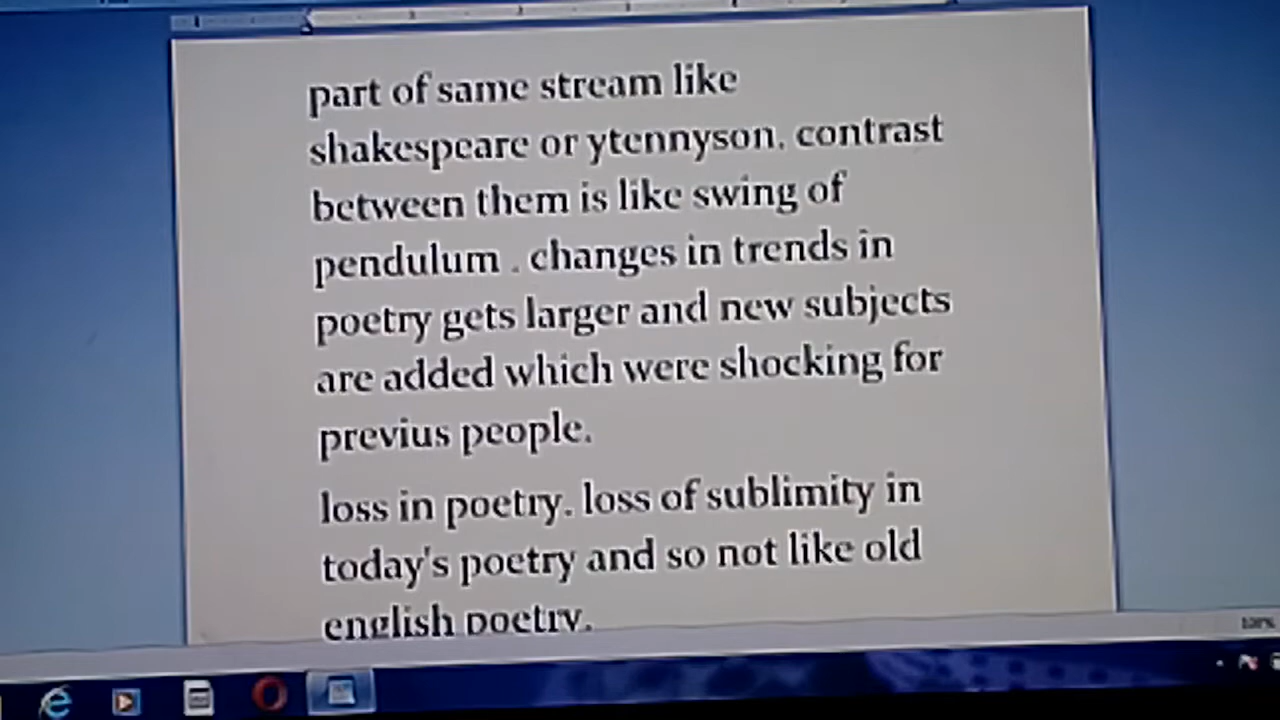 part of same stream like
shakespeare or ytennyson. contrast
between them is like swing of
pendulum . changes in trends in
poetry gets larger and new subjects
are added which were shocking for
previus people.
loss in poetry. loss of sublimity in
today's poetry and so not like old
english poetry.